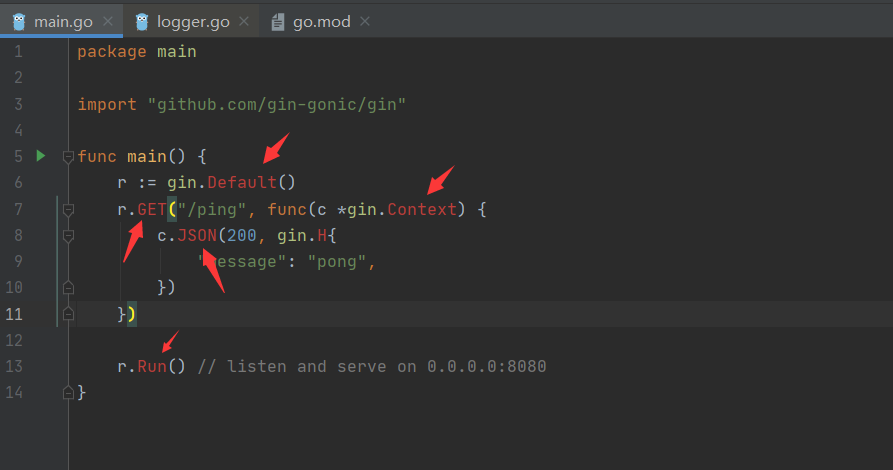 main.go logger.go go.mod
1 package main
2
3 import "github.com/gin-gonic/gin"
4
5 func main() {
6 r := gin.Default()
7 r.GET("/ping", func(c *gin.Context) {
8 c.JSON(200, gin.H{
9 "message": "pong",
10 })
11 })
12
13 r.Run() // listen and serve on 0.0.0.0:8080
14 }